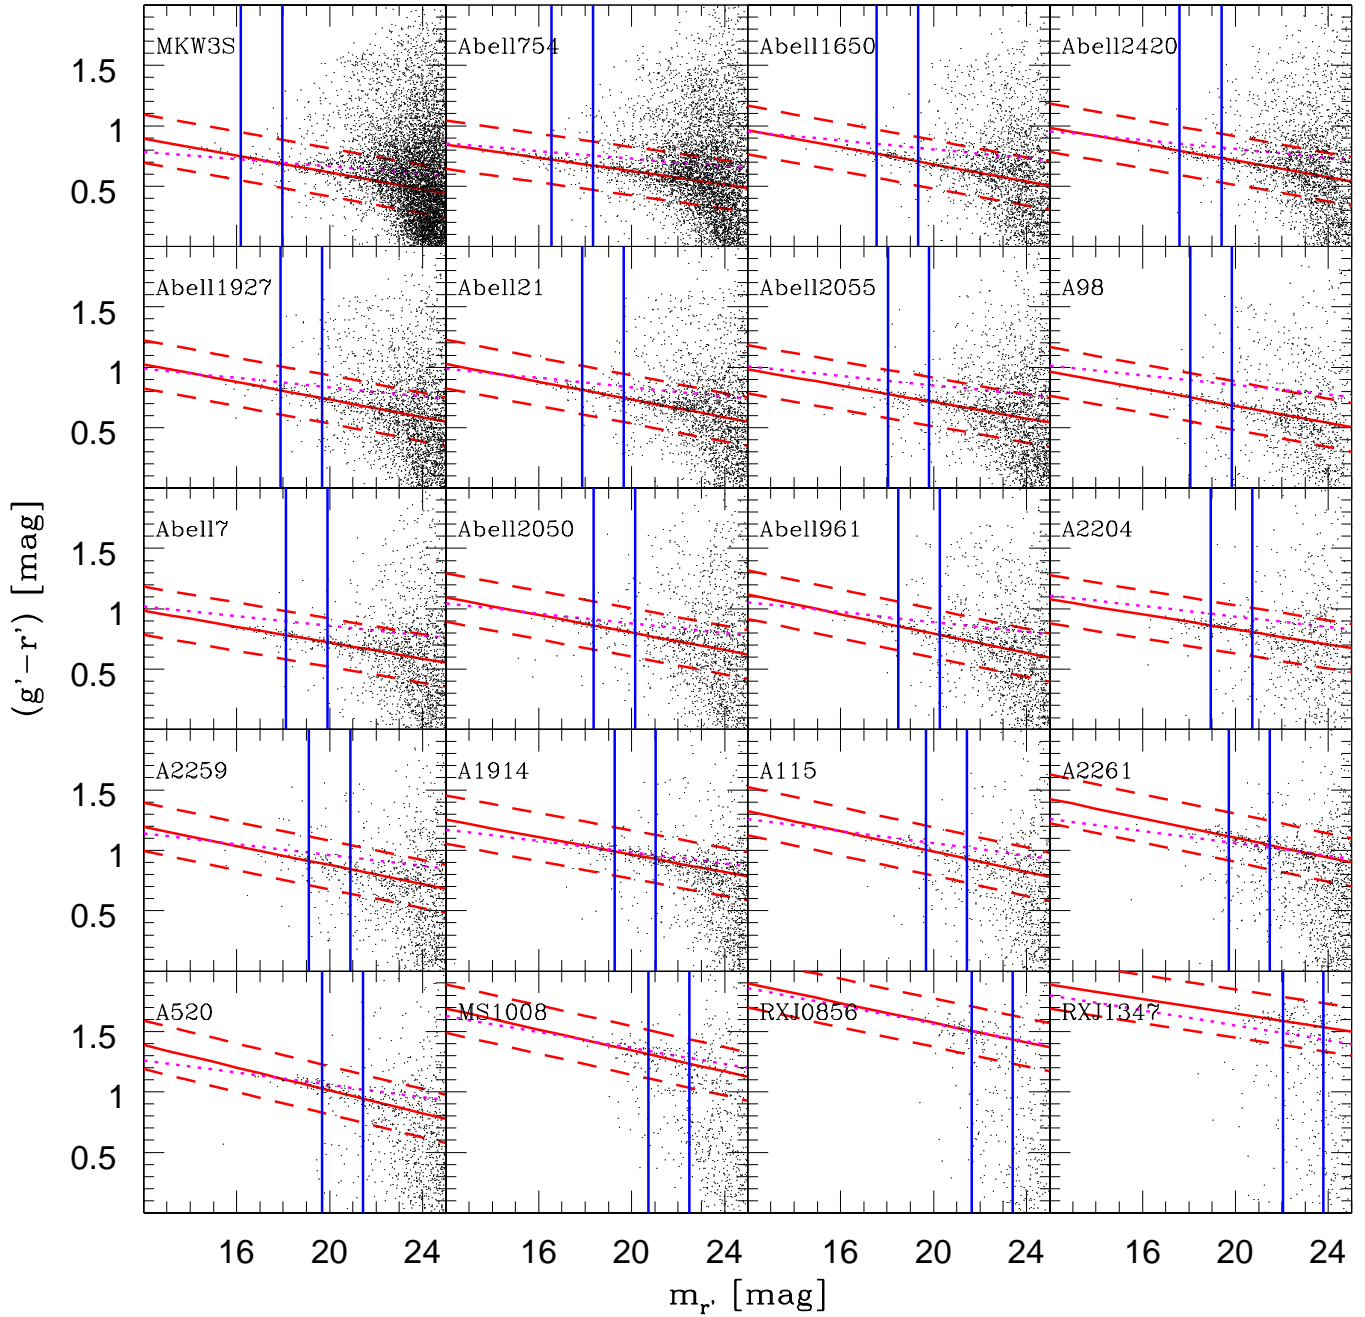 MKW3S
Abell754
Abell1650
Abell2420
1.5
1
0.5
Abell1927
Abell21
Abell2055
A98
1.5
1
0.5
Abell7
Abell2050
Abell961
A2204
1.5
1
0.5
A2259
A1914
A115
A2261
1.5
1
0.5
A520
MS1008
RXJ0856
RXJ1347
1.5
1
0.5
16 20 24 16 20 24 16 20 24 16 20 24
(g'-r') [mag]
m_r' [mag]